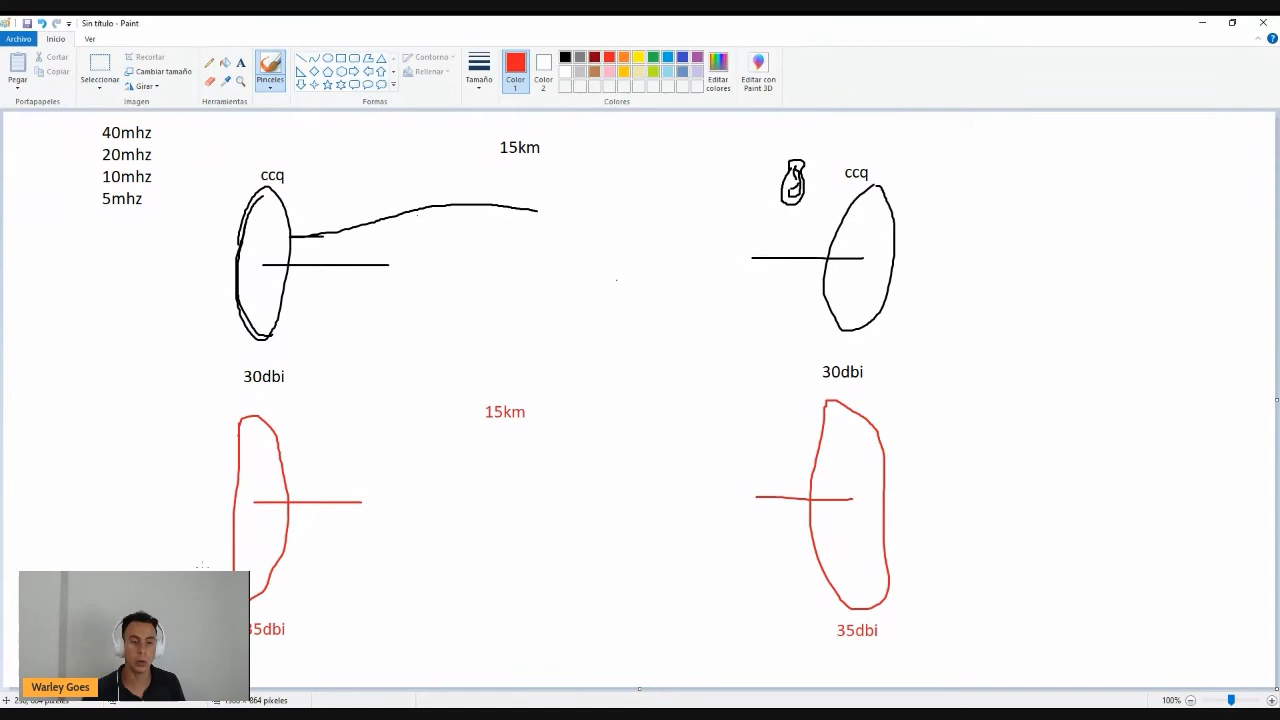 Sin título - Paint
Archivo
Inicio
Ver
Pegar
Cortar
Copiar
Portapapeles
Seleccionar
Recortar
Cambiar tamaño
Girar
Imagen
Herramientas
Pinceles
Contorno
Rellenar
Formas
Tamaño
Color 1
Color 2
Editar colores
Editar con Paint 3D
Colores
40mhz
20mhz
10mhz
5mhz
15km
ccq
ccq
30dbi
30dbi
15km
35dbi
35dbi
Warley Goes
100%